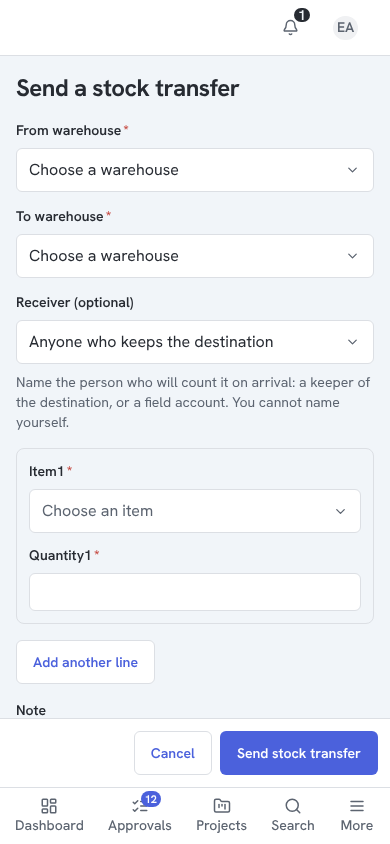 1
EA
Send a stock transfer
From warehouse *
Choose a warehouse
To warehouse *
Choose a warehouse
Receiver (optional)
Anyone who keeps the destination
Name the person who will count it on arrival: a keeper of
the destination, or a field account. You cannot name
yourself.
Item1 *
Choose an item
Quantity1 *
Add another line
Note
Cancel
Send stock transfer
12
Dashboard
Approvals
Projects
Search
More